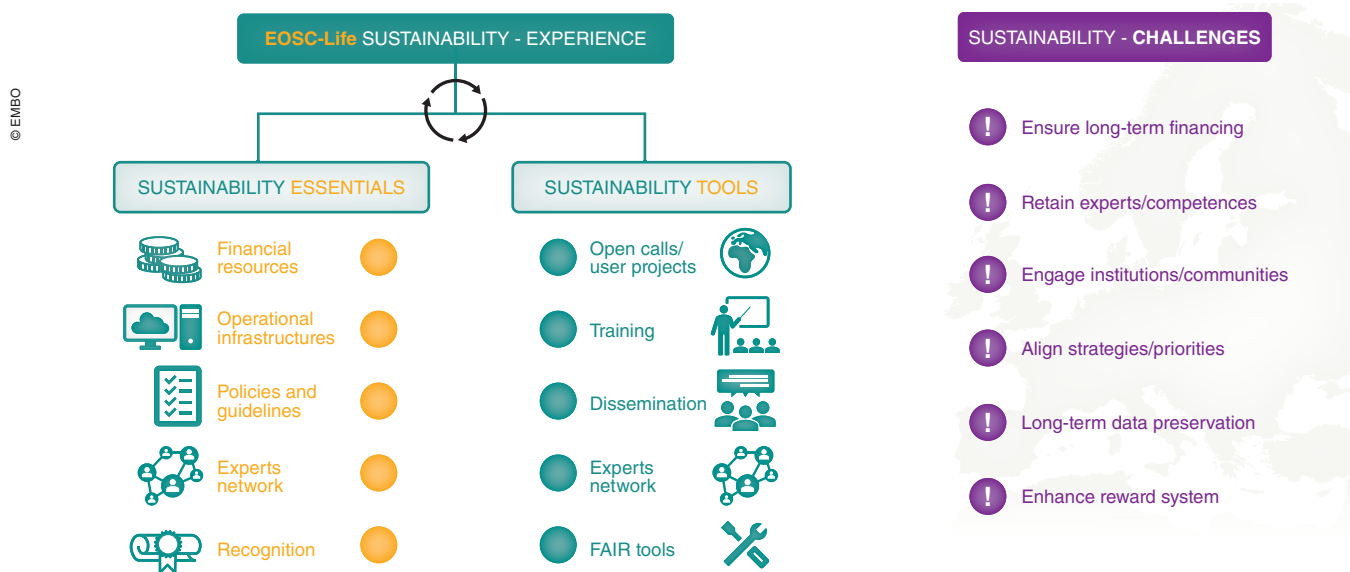 © EMBO
EOSC-Life SUSTAINABILITY - EXPERIENCE
SUSTAINABILITY ESSENTIALS
Financial
resources
Operational
infrastructures
Policies and
guidelines
Experts
network
Recognition
SUSTAINABILITY TOOLS
Open calls/
user projects
Training
Dissemination
Experts
network
FAIR tools
SUSTAINABILITY - CHALLENGES
! Ensure long-term financing
! Retain experts/competences
! Engage institutions/communities
! Align strategies/priorities
! Long-term data preservation
! Enhance reward system